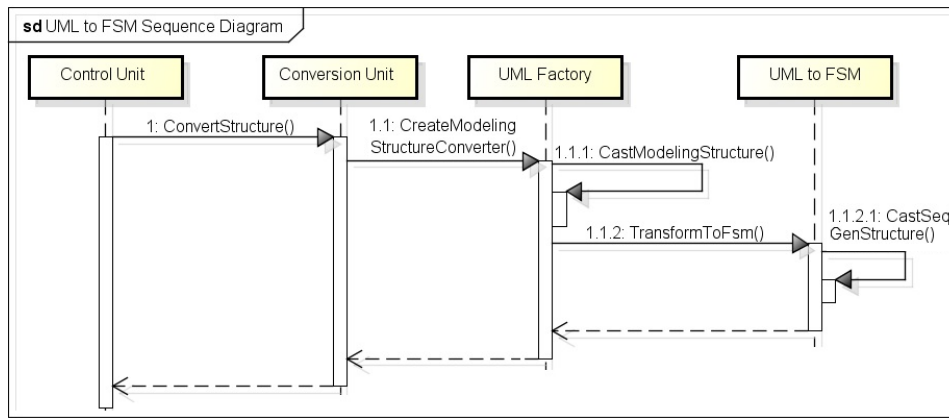 sd UML to FSM Sequence Diagram
Control Unit
Conversion Unit
UML Factory
UML to FSM
1: ConvertStructure()
1.1: CreateModeling
StructureConverter()
1.1.1: CastModelingStructure()
1.1.2: TransformToFsm()
1.1.2.1: CastSeq
GenStructure()